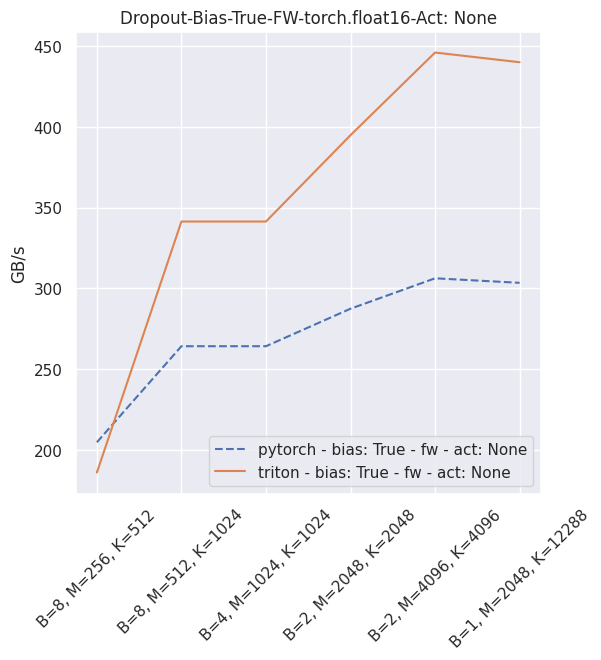 Dropout-Bias-True-FW-torch.float16-Act: None
450
400
350
300
250
200
GB/s
pytorch - bias: True - fw - act: None
triton - bias: True - fw - act: None
B=8, M=256, K=512
B=8, M=512, K=1024
B=4, M=1024, K=1024
B=2, M=2048, K=2048
B=2, M=4096, K=4096
B=1, M=2048, K=12288